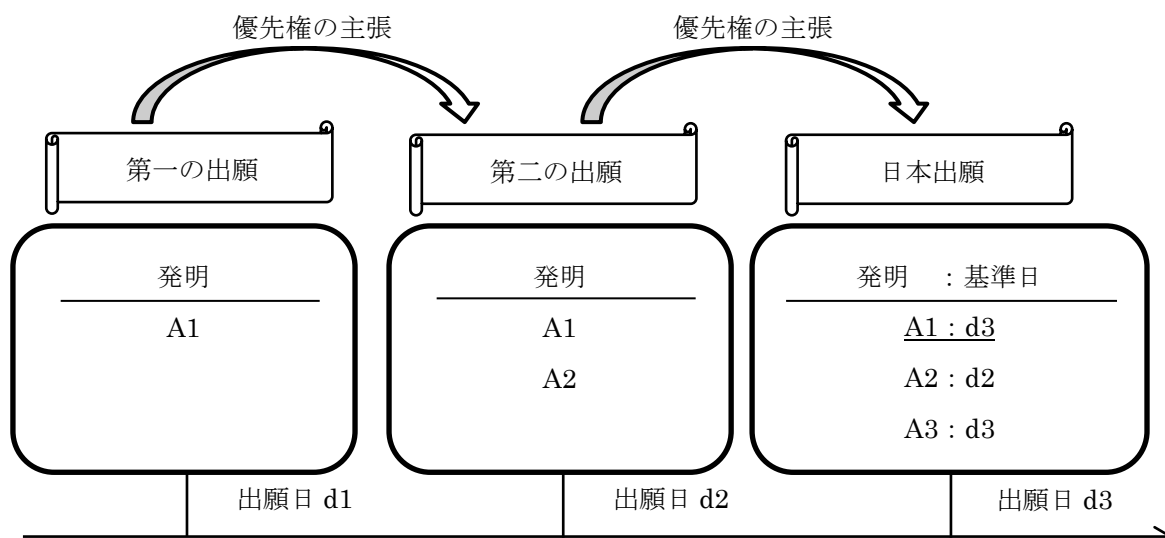 優先権の主張 優先権の主張
第一の出願 第二の出願 日本出願
発明 発明 発明 : 基準日
A1 A1 A1 : d3
A2 A2 : d2
A3 : d3
出願日 d1 出願日 d2 出願日 d3